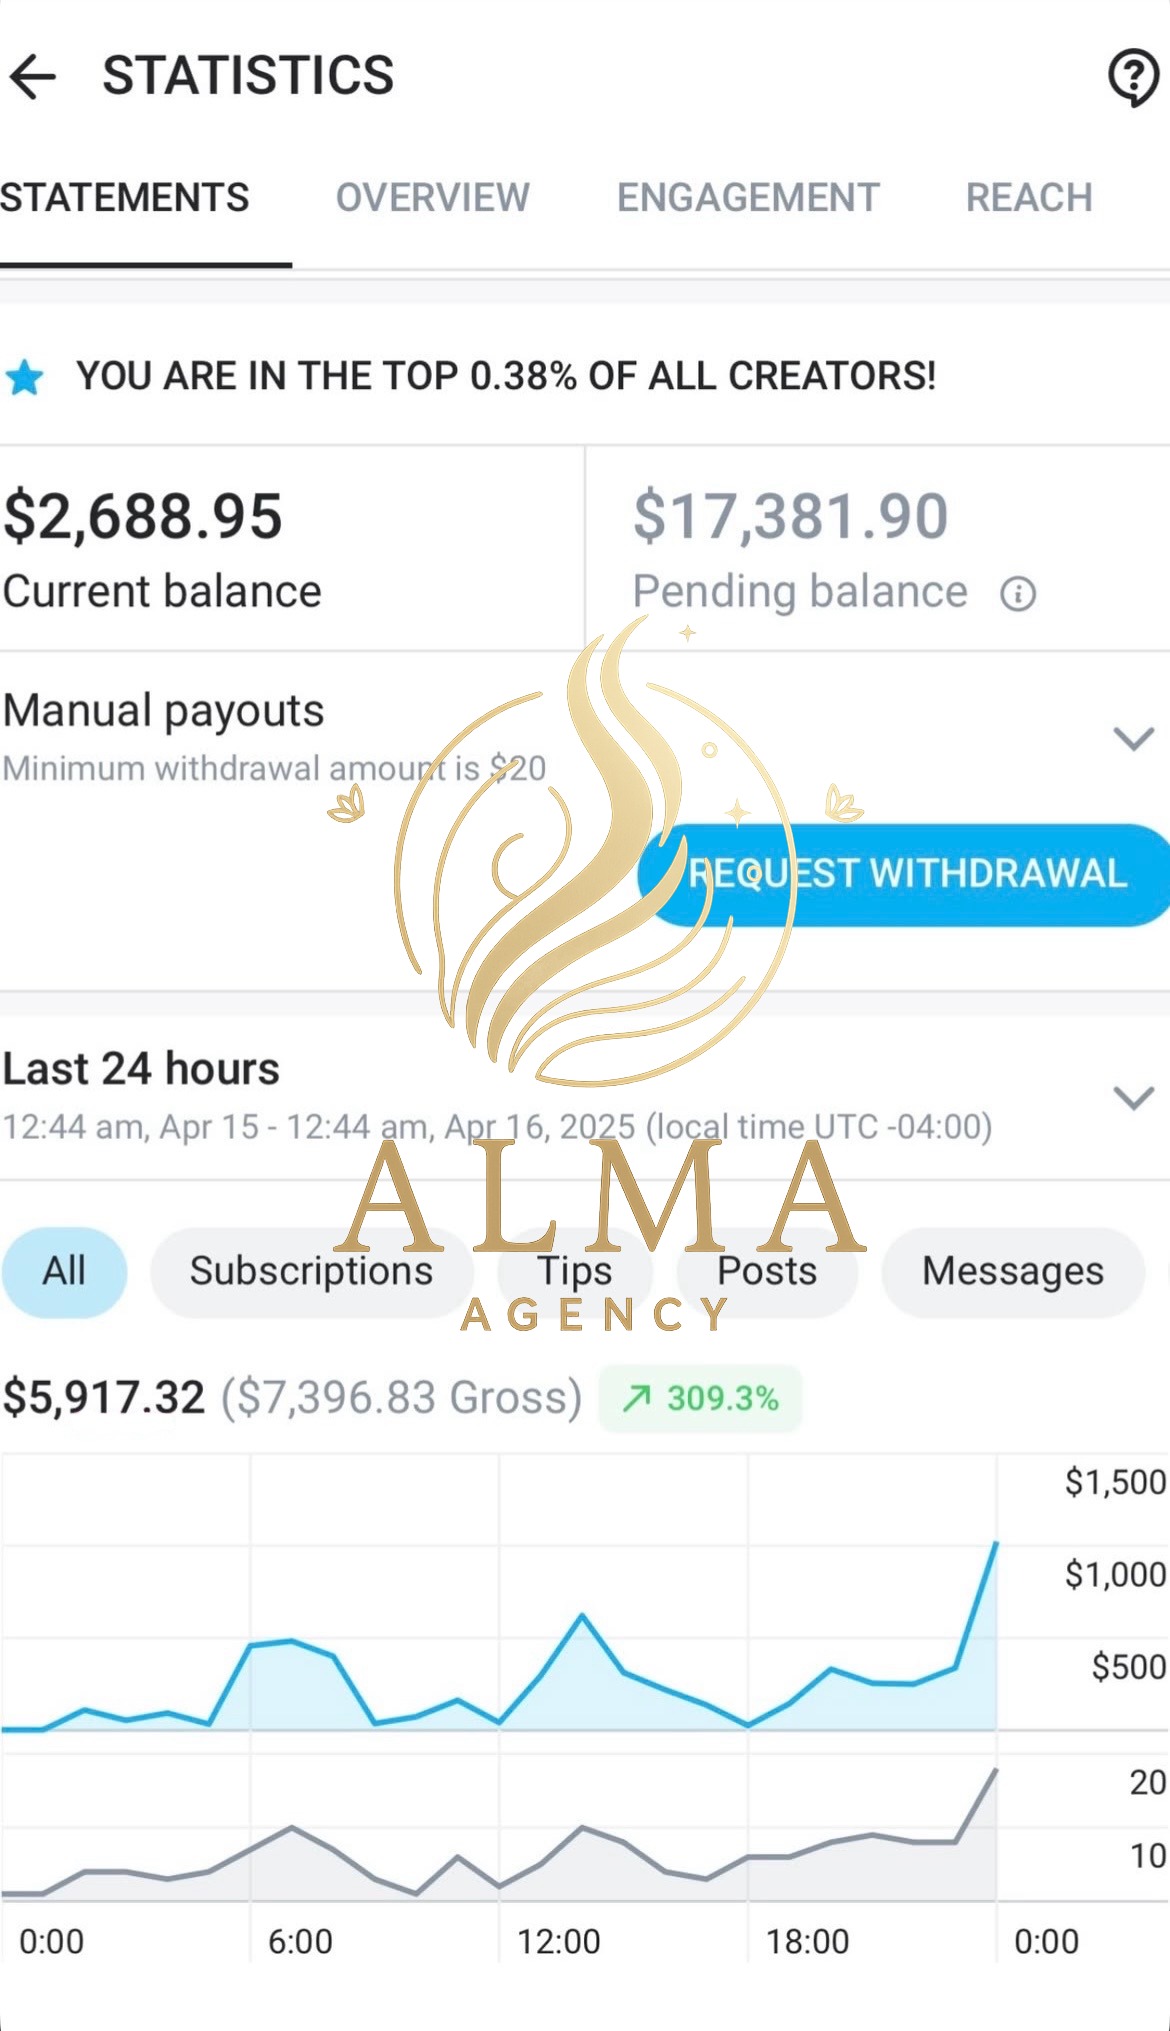 STATISTICS
STATEMENTS OVERVIEW ENGAGEMENT REACH
YOU ARE IN THE TOP 0.38% OF ALL CREATORS!
$2,688.95 $17,381.90
Current balance Pending balance
Manual payouts
Minimum withdrawal amount is $20
REQUEST WITHDRAWAL
Last 24 hours
12:44 am, Apr 15 - 12:44 am, Apr 16, 2025 (local time UTC -04:00)
ALMA
All Subscriptions Tips Posts Messages
AGENCY
$5,917.32 ($7,396.83 Gross) 309.3%
$1,500
$1,000
$500
20
10
0:00 6:00 12:00 18:00 0:00